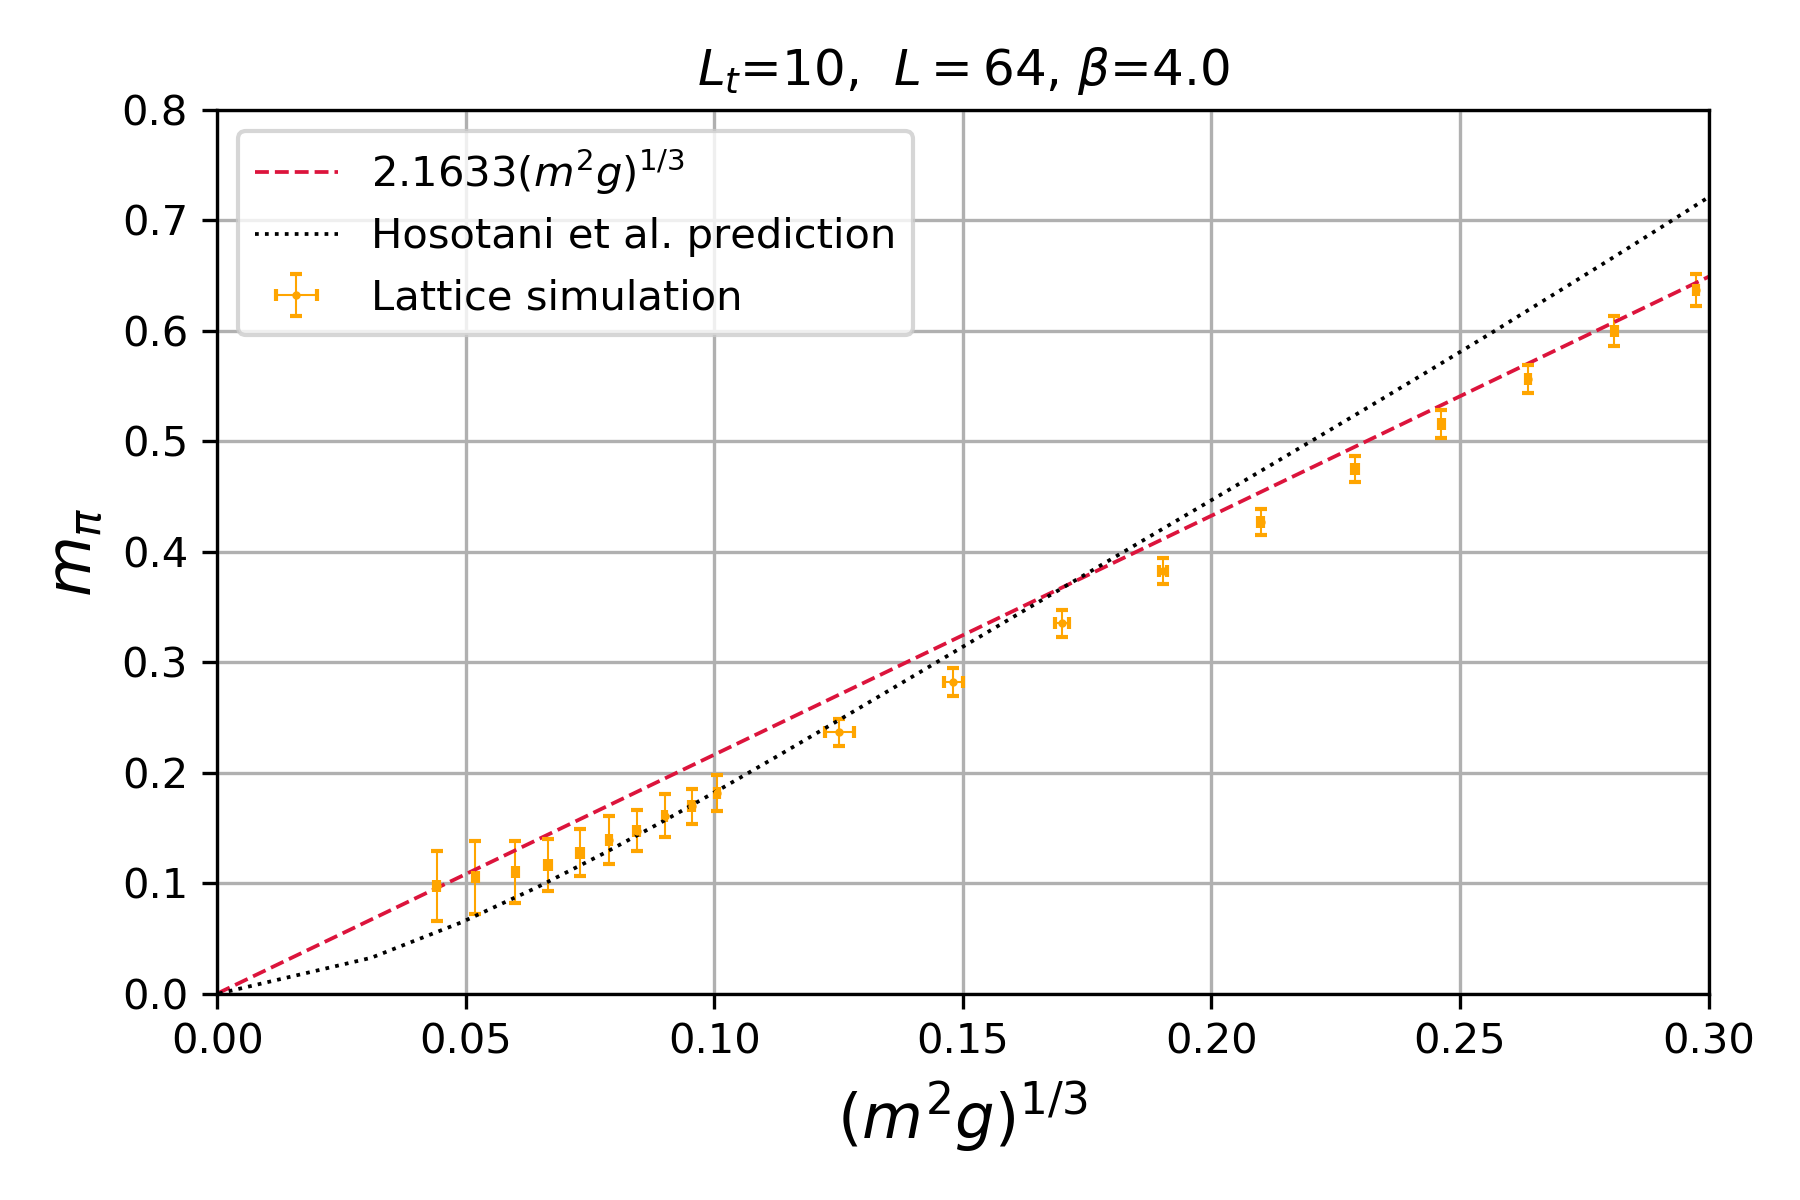 L_t=10, L = 64, β=4.0
2.1633(m²g)^{1/3}
Hosotani et al. prediction
Lattice simulation
m_π
0.8
0.7
0.6
0.5
0.4
0.3
0.2
0.1
0.0
0.00 0.05 0.10 0.15 0.20 0.25 0.30
(m²g)^{1/3}